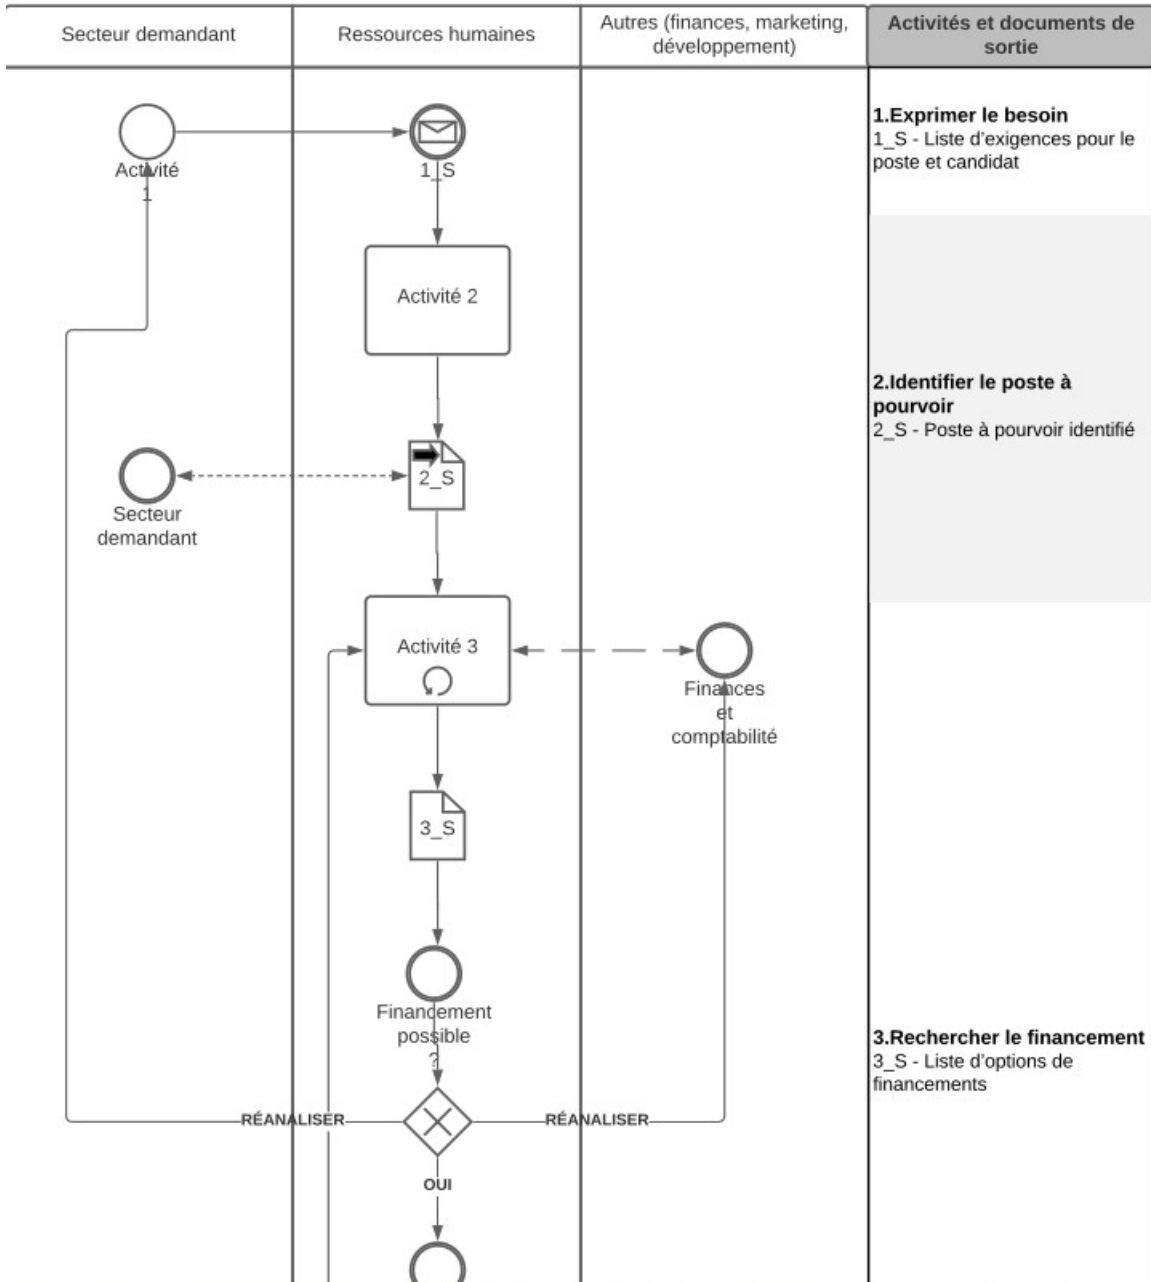 Secteur demandant
Ressources humaines
Autres (finances, marketing,
développement)
Activités et documents de
sortie
Activité
1
1_S
1.Exprimer le besoin
1_S - Liste d'exigences pour le
poste et candidat
Activité 2
2.Identifier le poste à
pourvoir
2_S - Poste à pourvoir identifié
2_S
Secteur
demandant
Activité 3
Finances
et
comptabilité
3_S
Financement
possible
?
3.Rechercher le financement
3_S - Liste d'options de
financements
RÉANALISER
RÉANALISER
OUI